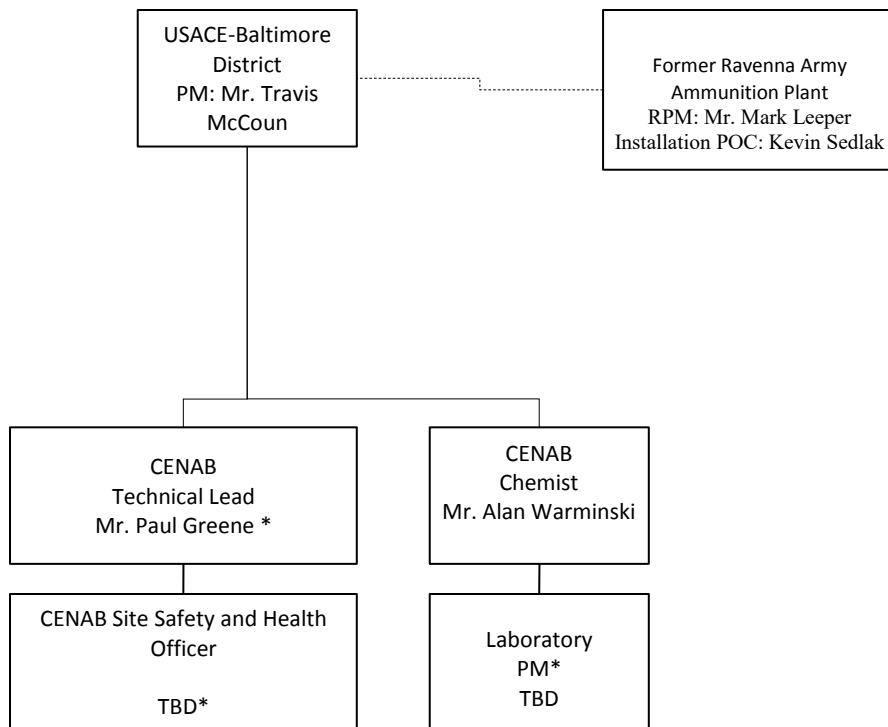 USACE-Baltimore
District
PM: Mr. Travis
McCoun
Former Ravenna Army
Ammunition Plant
RPM: Mr. Mark Leeper
Installation POC: Kevin Sedlak
CENAB
Technical Lead
Mr. Paul Greene *
CENAB
Chemist
Mr. Alan Warminski
CENAB Site Safety and Health
Officer
TBD*
Laboratory
PM*
TBD